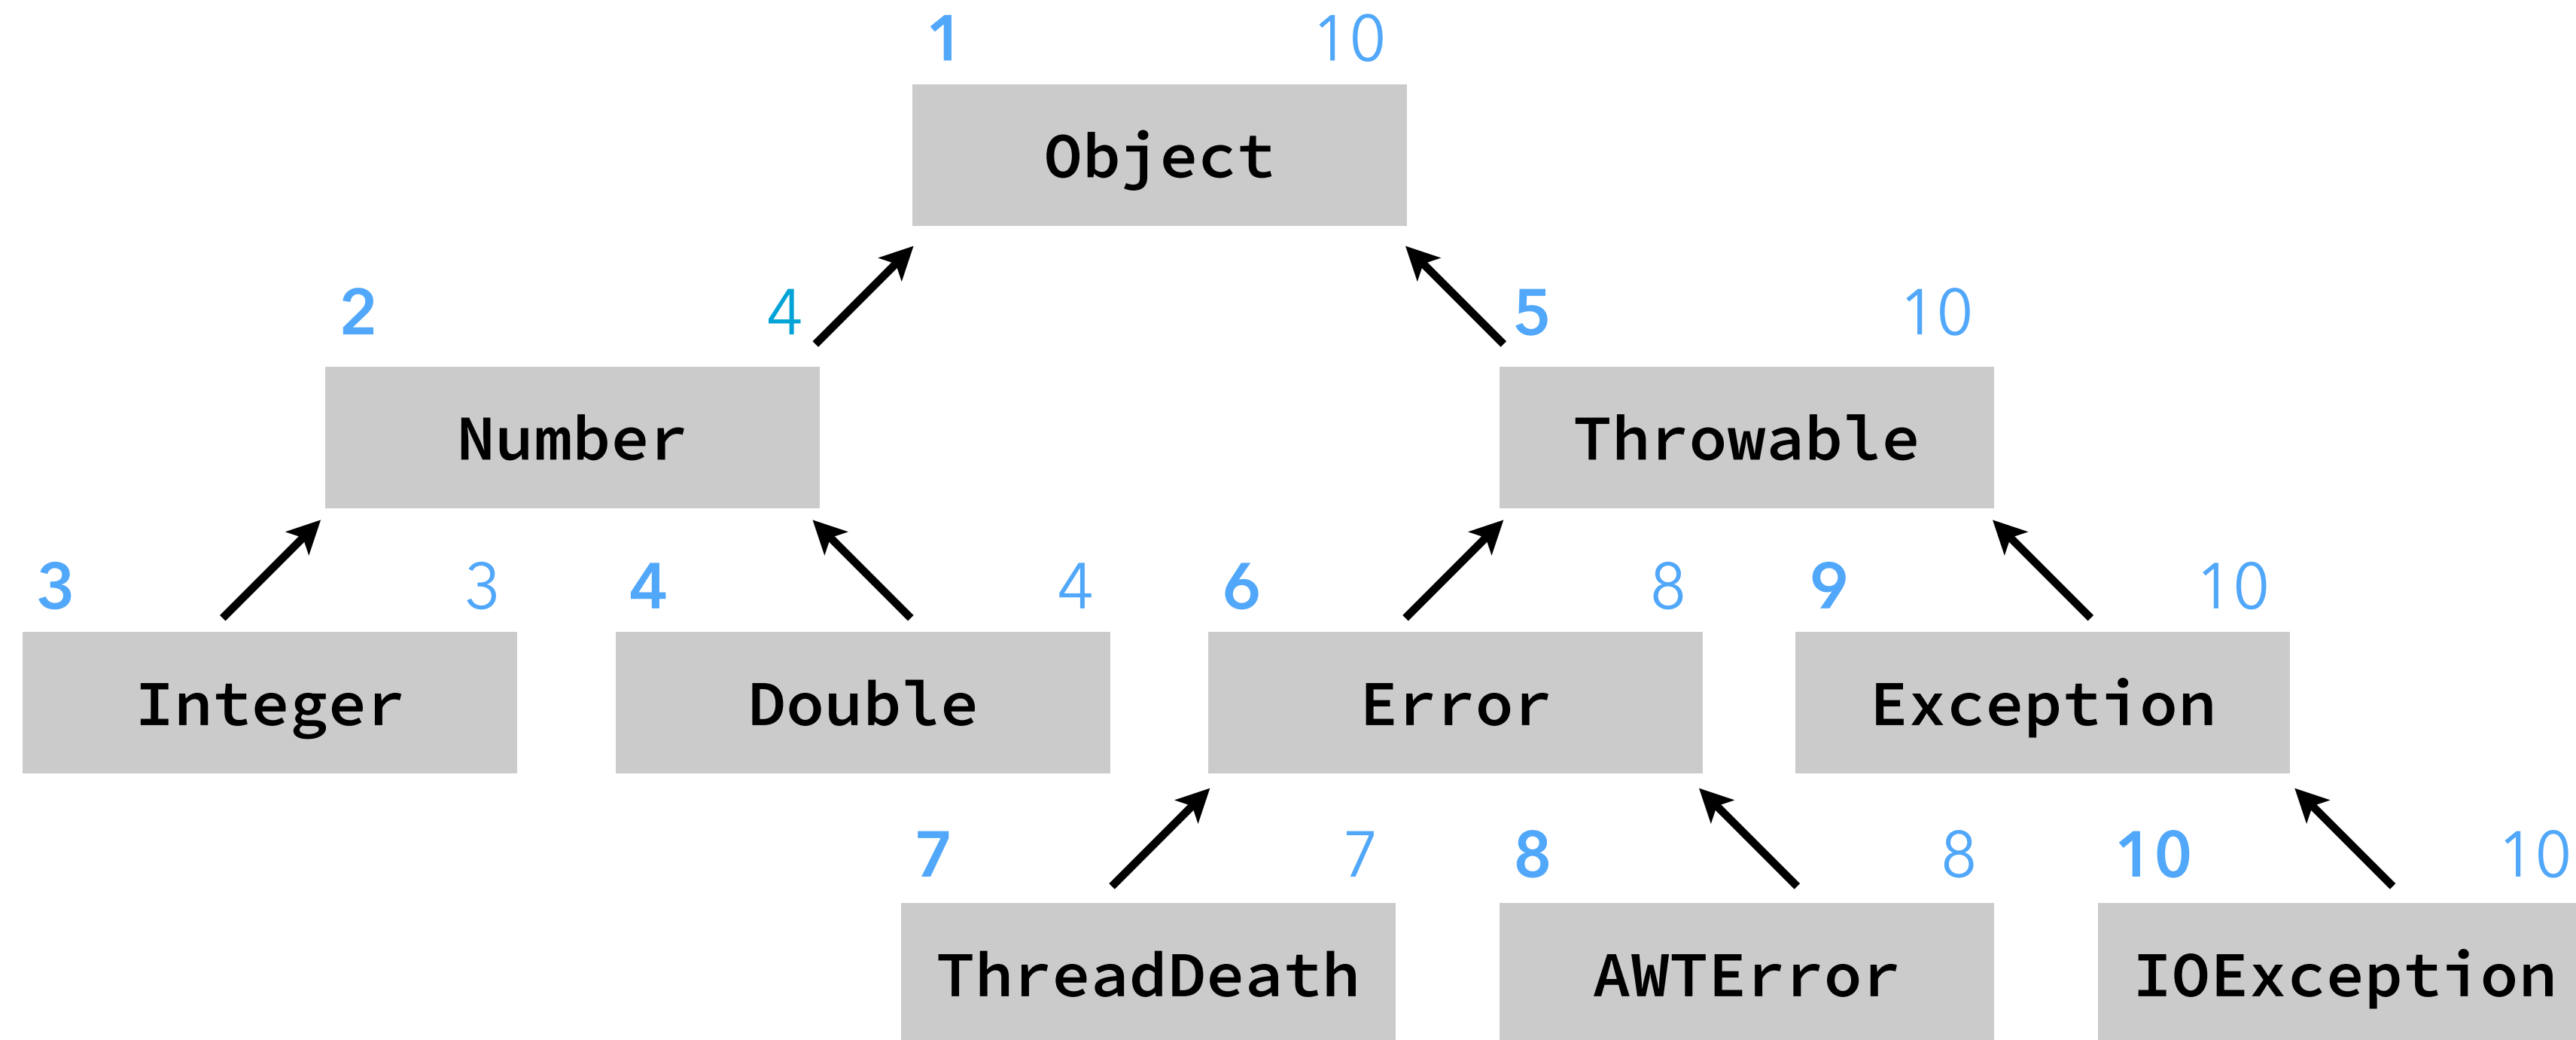 1 10
Object
2 4 5 10
Number Throwable
3 3 4 4 6 8 9 10
Integer Double Error Exception
7 7 8 8 10 10
ThreadDeath AWTError IOException